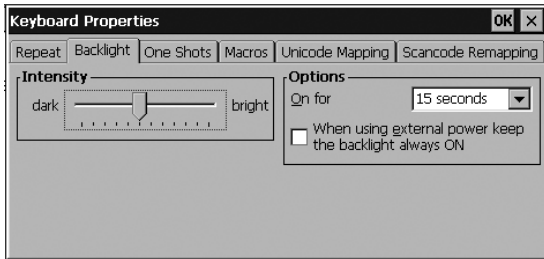 Keyboard Properties OK ×
Repeat Backlight One Shots Macros Unicode Mapping Scancode Remapping
Intensity
dark bright
Options
On for 15 seconds
When using external power keep
the backlight always ON